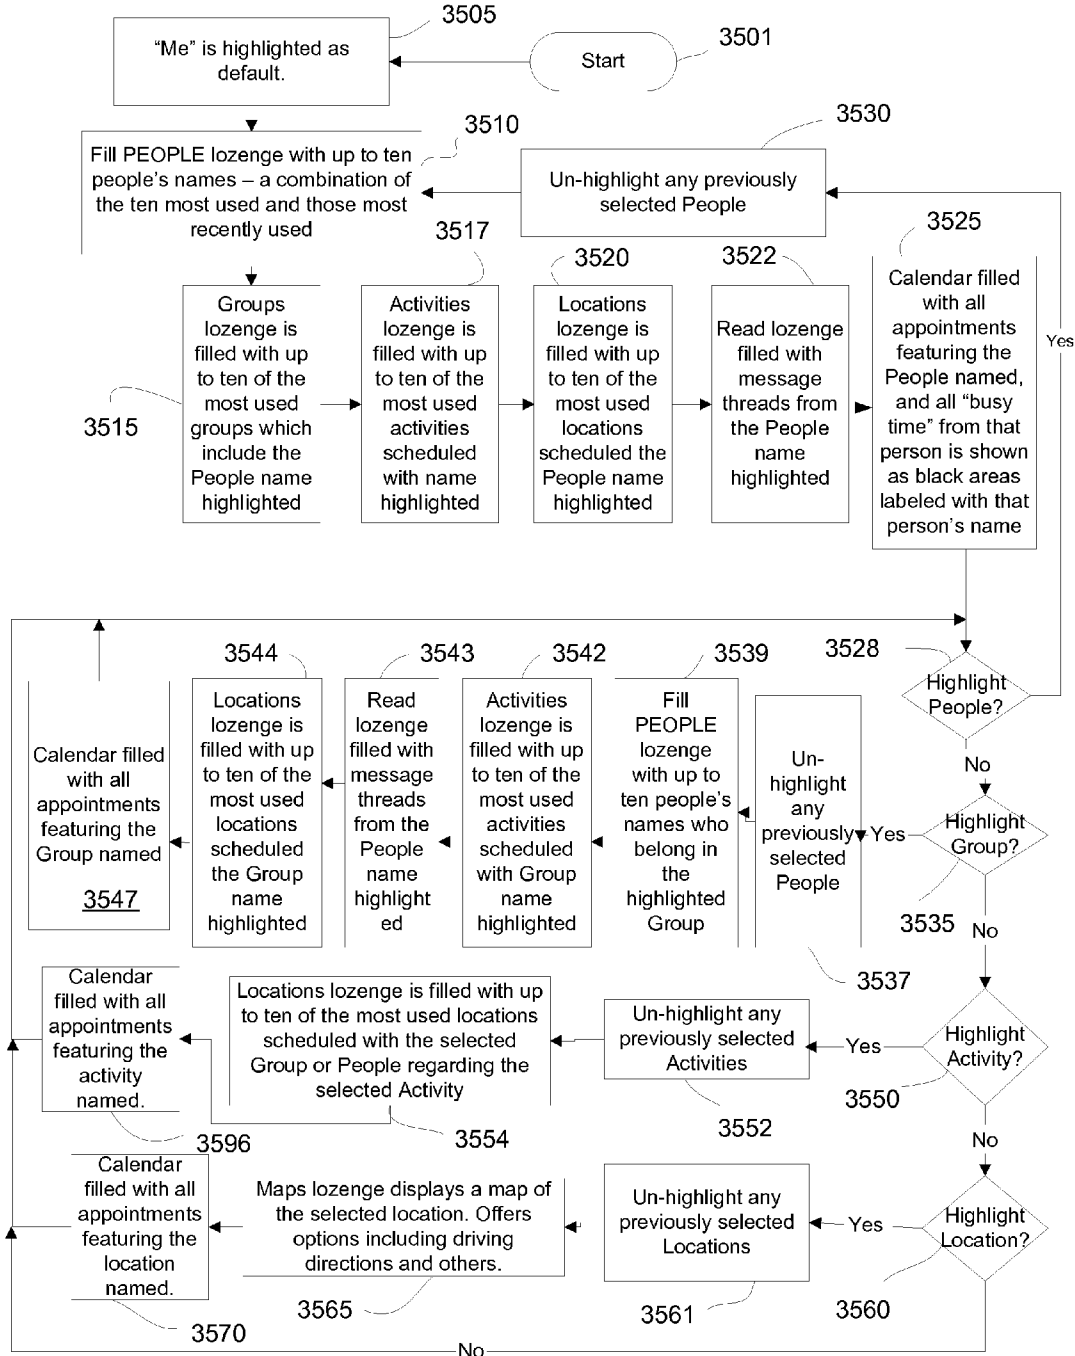 3505
“Me” is highlighted as
default.
Start
3501
3510
Fill PEOPLE lozenge with up to ten
people’s names – a combination of
the ten most used and those most
recently used
3530
Un-highlight any previously
selected People
3515
Groups
lozenge is
filled with up
to ten of the
most used
groups which
include the
People name
highlighted
3517
Activities
lozenge is
filled with up
to ten of the
most used
activities
scheduled
with name
highlighted
3520
Locations
lozenge is
filled with up
to ten of the
most used
locations
scheduled the
People name
highlighted
3522
Read lozenge
filled with
message
threads from
the People
name
highlighted
3525
Calendar filled
with all
appointments
featuring the
People named,
and all “busy
time” from that
person is shown
as black areas
labeled with that
person’s name
Yes
3528
Highlight
People?
No
Highlight
Group?
3535
Yes
Un-
highlight
any
previously
selected
People
3537
3539
Fill
PEOPLE
lozenge
with up to
ten people’s
names who
belong in
the
highlighted
Group
3542
Activities
lozenge is
filled with up
to ten of the
most used
activities
scheduled
with Group
name
highlighted
3543
Read
lozenge
filled with
message
threads
from the
People
name
highlight
ed
3544
Locations
lozenge is
filled with up
to ten of the
most used
locations
scheduled
the Group
name
highlighted
Calendar filled
with all
appointments
featuring the
Group named
3547
No
Highlight
Activity?
3550
Yes
Un-highlight any
previously selected
Activities
3552
Locations lozenge is filled with up
to ten of the most used locations
scheduled with the selected
Group or People regarding the
selected Activity
3554
Calendar
filled with all
appointments
featuring the
activity
named.
3596
No
Highlight
Location?
3560
Yes
Un-highlight any
previously selected
Locations
3561
Maps lozenge displays a map of
the selected location. Offers
options including driving
directions and others.
3565
Calendar
filled with all
appointments
featuring the
location
named.
3570
No